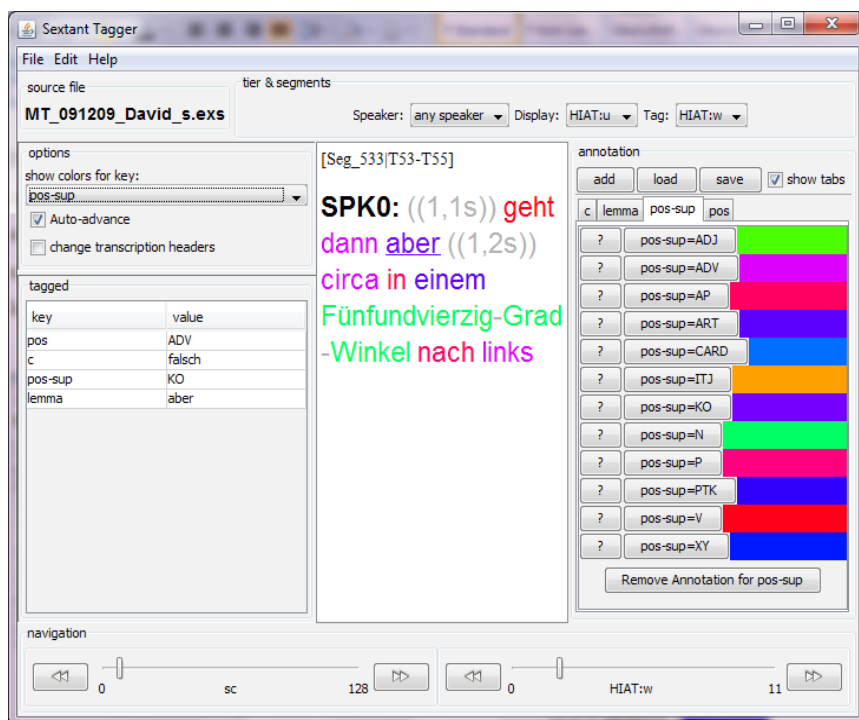 Sextant Tagger
File Edit Help
source file
MT_091209_David_s.exs
tier & segments
Speaker: any speaker Display: HIAT:u Tag: HIAT:w
options
show colors for key:
pos-sup
Auto-advance
change transcription headers
tagged
key value
pos ADV
c falsch
pos-sup KO
lemma aber
[Seg_533|T53-T55]
SPK0: ((1,1s)) geht
dann aber ((1,2s))
circa in einem
Fünfundvierzig-Grad
-Winkel nach links
annotation
add load save show tabs
c lemma pos-sup pos
? pos-sup=ADJ
? pos-sup=ADV
? pos-sup=AP
? pos-sup=ART
? pos-sup=CARD
? pos-sup=ITJ
? pos-sup=KO
? pos-sup=N
? pos-sup=P
? pos-sup=PTK
? pos-sup=V
? pos-sup=XY
Remove Annotation for pos-sup
navigation
0 sc 128
0 HIAT:w 11